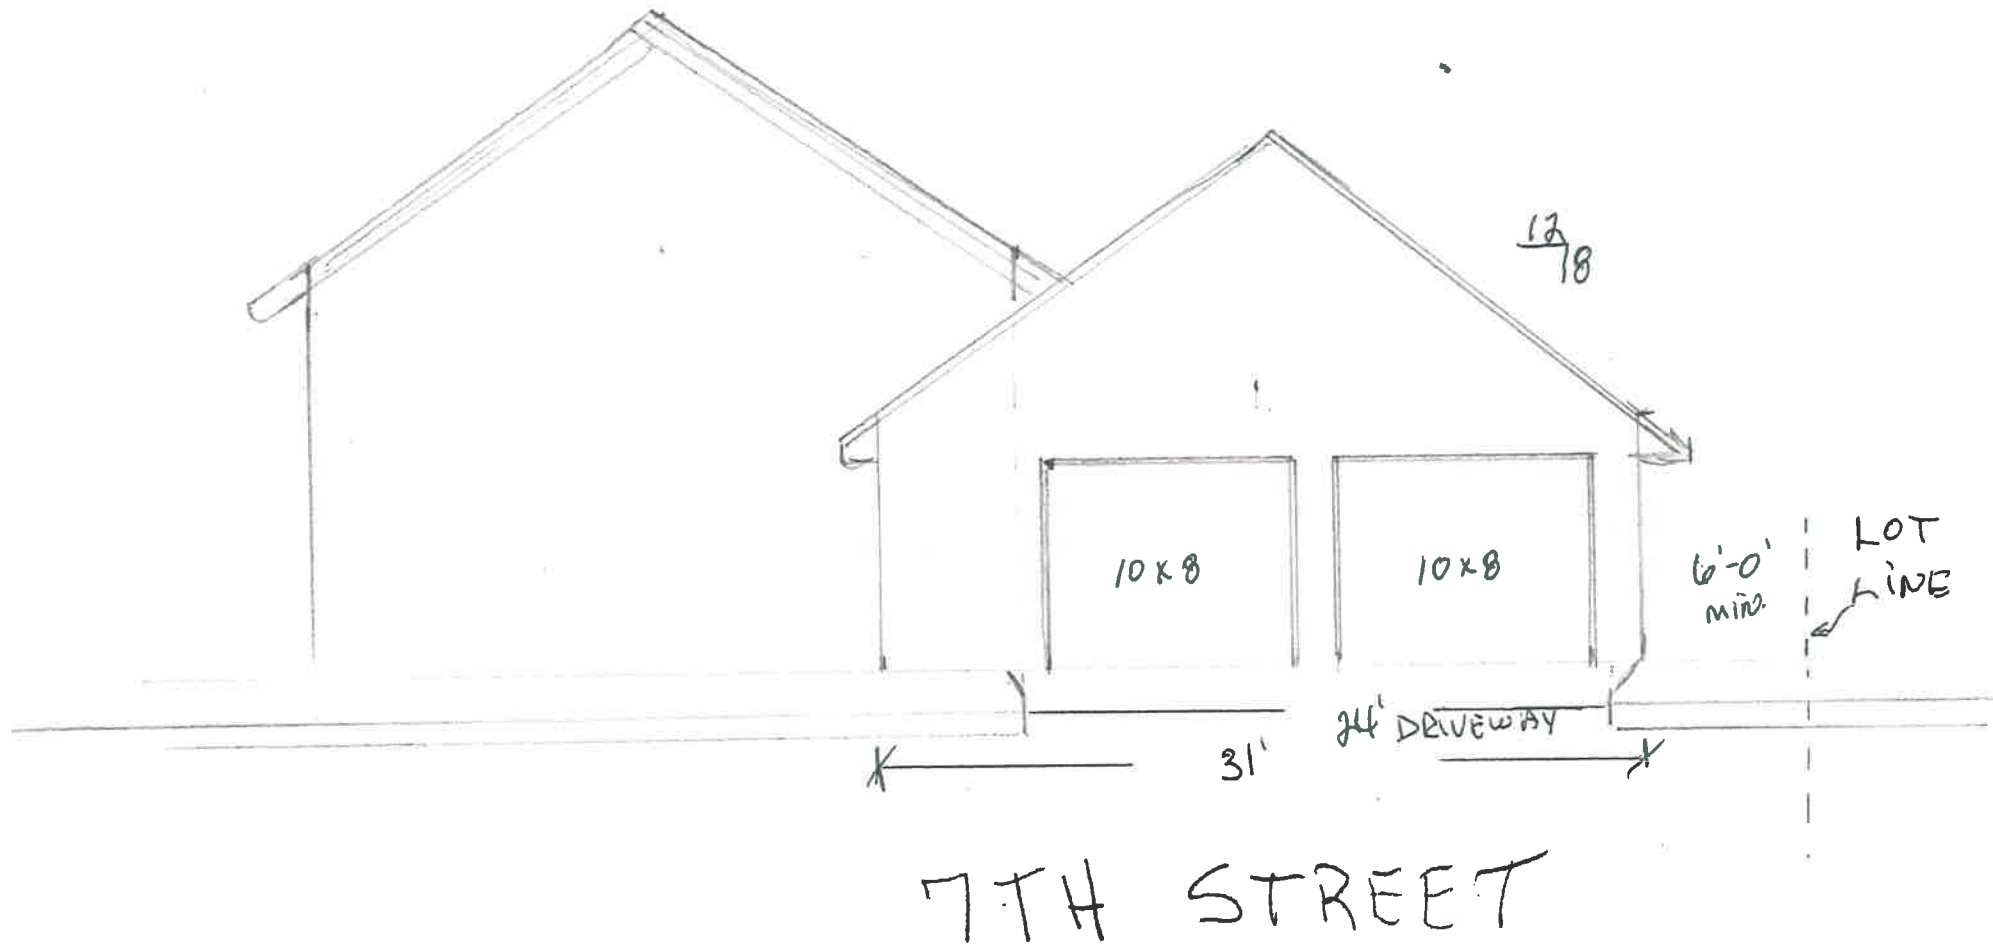 12/8
10 x 8
10 x 8
6'-0'
min.
LOT
LINE
24' DRIVEWAY
31'
7TH STREET